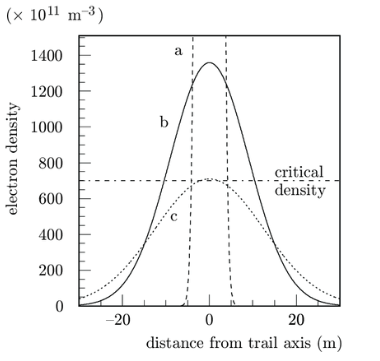 (× 10¹¹ m⁻³)
1400
1200
1000
800
600
400
200
0
electron density
a
b
c
critical
density
−20 0 20
distance from trail axis (m)